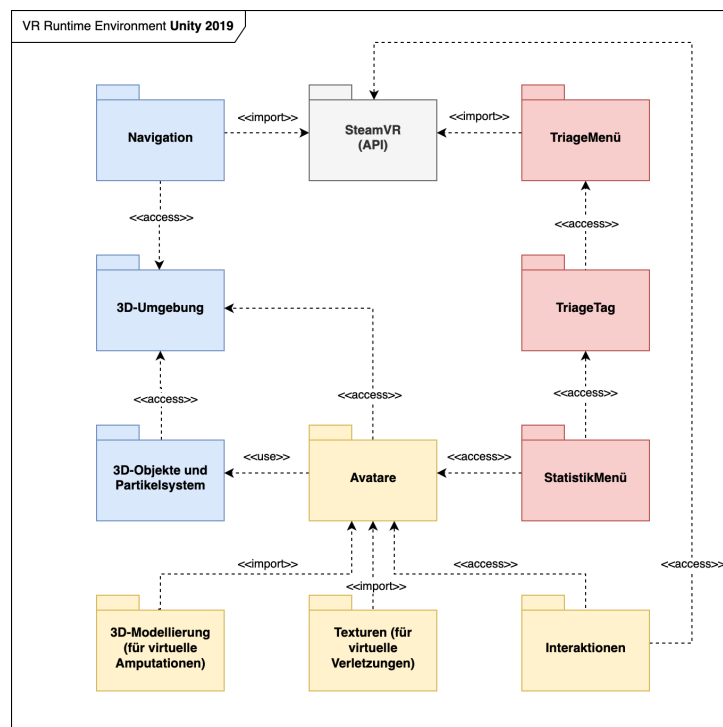 VR Runtime Environment Unity 2019
Navigation
<<import>>
SteamVR
(API)
<<import>>
TriageMenü
<<access>>
<<access>>
3D-Umgebung
TriageTag
<<access>>
<<access>>
<<access>>
3D-Objekte und
Partikelsystem
<<use>>
Avatare
<<access>>
StatistikMenü
<<import>>
<<import>>
<<access>>
<<access>>
3D-Modellierung
(für virtuelle
Amputationen)
Texturen (für
virtuelle
Verletzungen)
Interaktionen